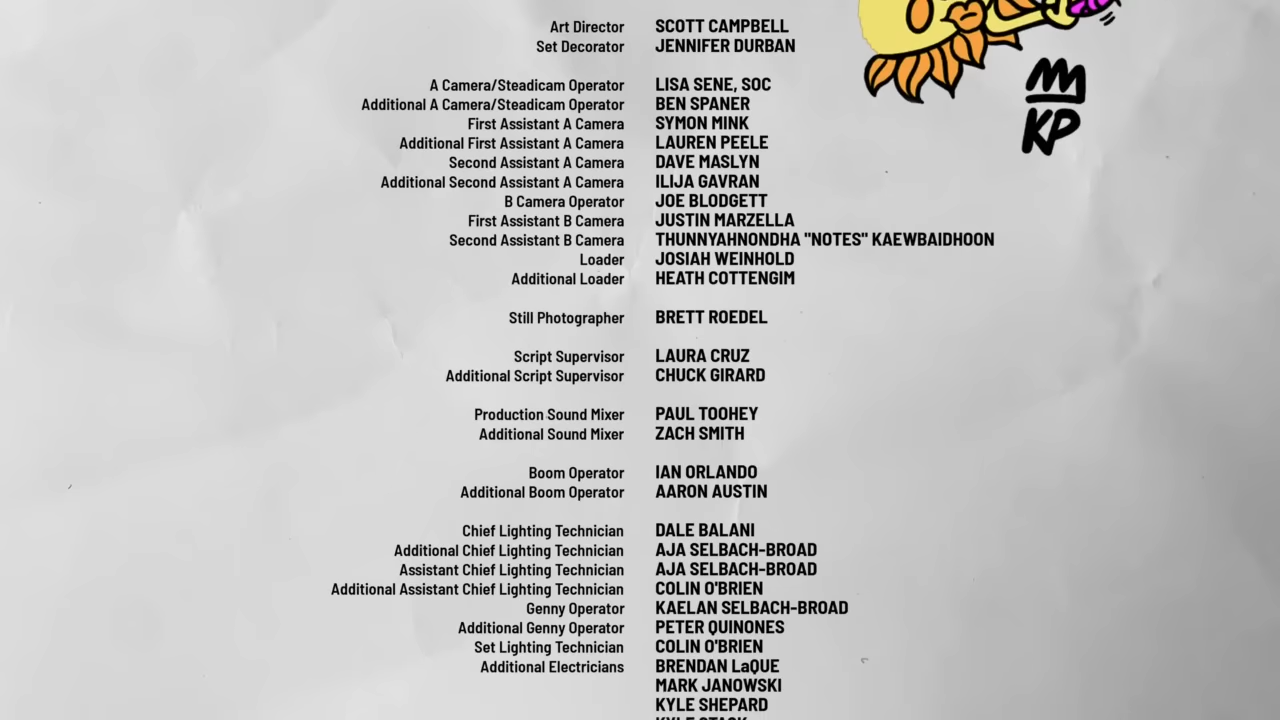 Art Director SCOTT CAMPBELL
Set Decorator JENNIFER DURBAN
A Camera/Steadicam Operator LISA SENE, SOC
Additional A Camera/Steadicam Operator BEN SPANER
First Assistant A Camera SYMON MINK
Additional First Assistant A Camera LAUREN PEELE
Second Assistant A Camera DAVE MASLYN
Additional Second Assistant A Camera ILIJA GAVRAN
B Camera Operator JOE BLODGETT
First Assistant B Camera JUSTIN MARZELLA
Second Assistant B Camera THUNNYAHNONDHA "NOTES" KAEWBAIDHOON
Loader JOSIAH WEINHOLD
Additional Loader HEATH COTTENGIM
Still Photographer BRETT ROEDEL
Script Supervisor LAURA CRUZ
Additional Script Supervisor CHUCK GIRARD
Production Sound Mixer PAUL TOOHEY
Additional Sound Mixer ZACH SMITH
Boom Operator IAN ORLANDO
Additional Boom Operator AARON AUSTIN
Chief Lighting Technician DALE BALANI
Additional Chief Lighting Technician AJA SELBACH-BROAD
Assistant Chief Lighting Technician AJA SELBACH-BROAD
Additional Assistant Chief Lighting Technician COLIN O'BRIEN
Genny Operator KAELAN SELBACH-BROAD
Additional Genny Operator PETER QUINONES
Set Lighting Technician COLIN O'BRIEN
Additional Electricians BRENDAN LaQUE
MARK JANOWSKI
KYLE SHEPARD
KP